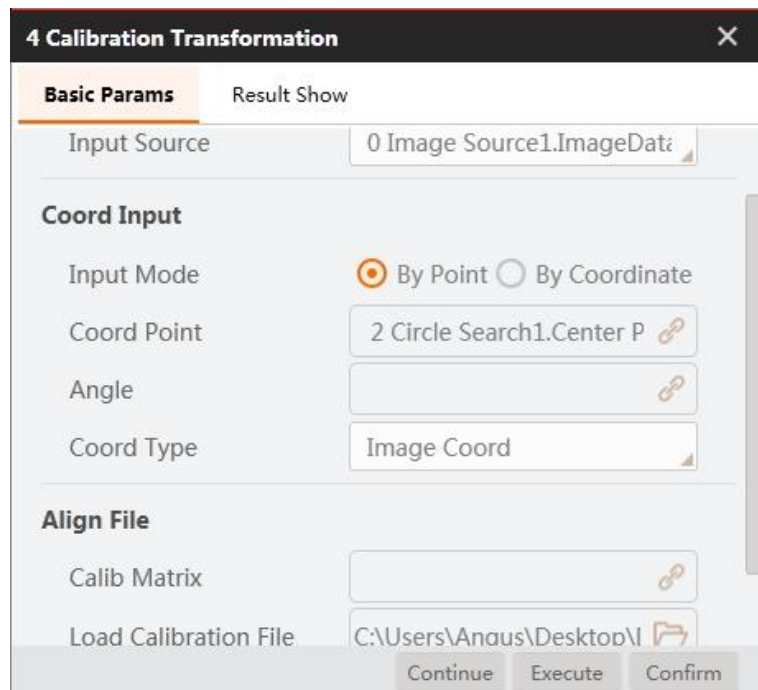 4 Calibration Transformation
Basic Params Result Show
Input Source 0 Image Source1.ImageData
Coord Input
Input Mode By Point By Coordinate
Coord Point 2 Circle Search1.Center P
Angle
Coord Type Image Coord
Align File
Calib Matrix
Load Calibration File C:\Users\Angus\Desktop\
Continue Execute Confirm